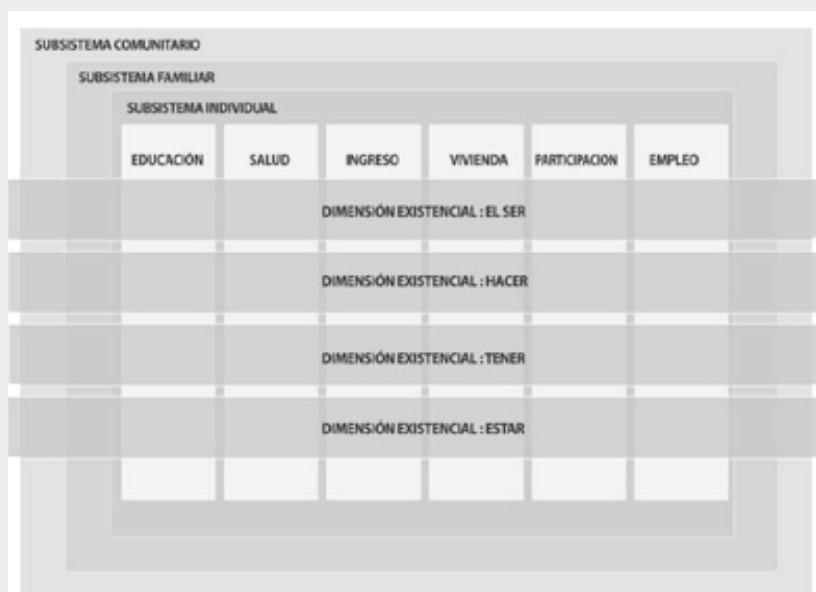 SUBSISTEMA COMUNITARIO
SUBSISTEMA FAMILIAR
SUBSISTEMA INDIVIDUAL
EDUCACIÓN SALUD INGRESO VIVIENDA PARTICIPACION EMPLEO
DIMENSIÓN EXISTENCIAL : EL SER
DIMENSIÓN EXISTENCIAL : HACER
DIMENSIÓN EXISTENCIAL : TENER
DIMENSIÓN EXISTENCIAL : ESTAR